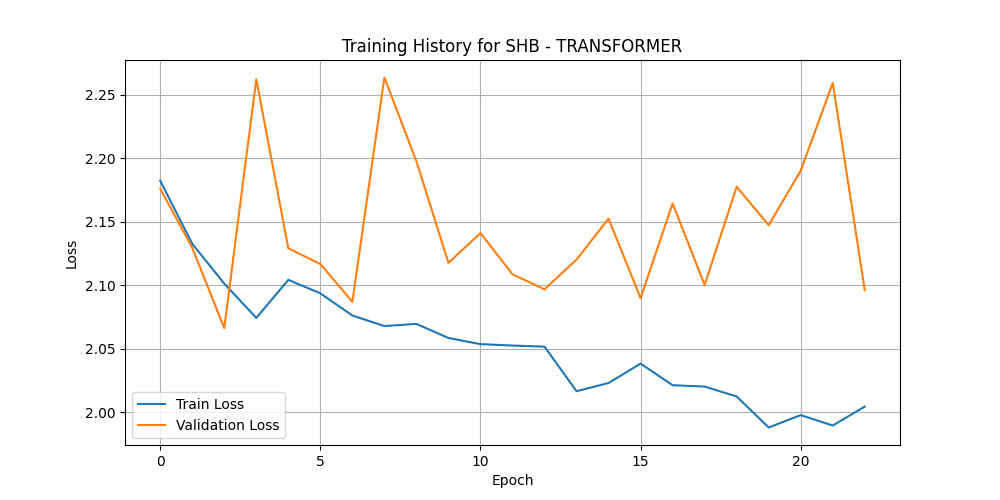 Training History for SHB - TRANSFORMER
2.25
2.20
2.15
2.10
2.05
2.00
Loss
Train Loss
Validation Loss
0 5 10 15 20
Epoch